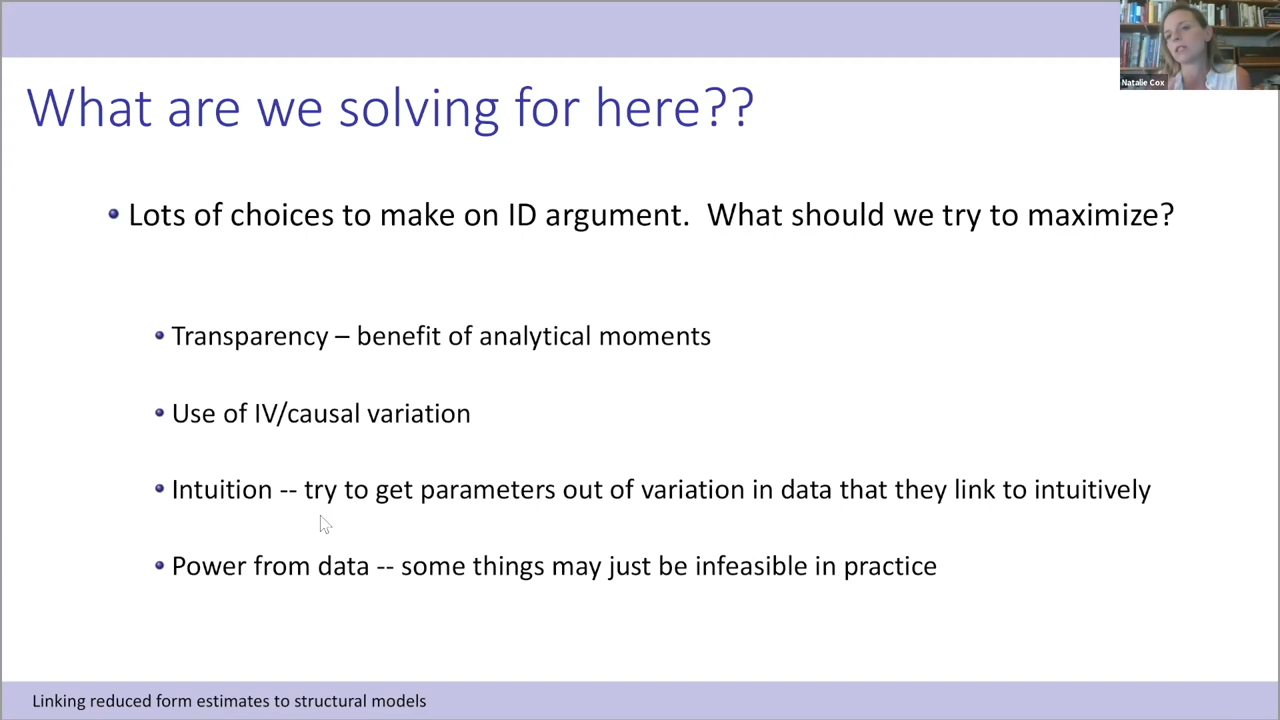 Natalie Cox
What are we solving for here??
Lots of choices to make on ID argument.  What should we try to maximize?
Transparency – benefit of analytical moments
Use of IV/causal variation
Intuition -- try to get parameters out of variation in data that they link to intuitively
Power from data -- some things may just be infeasible in practice
Linking reduced form estimates to structural models